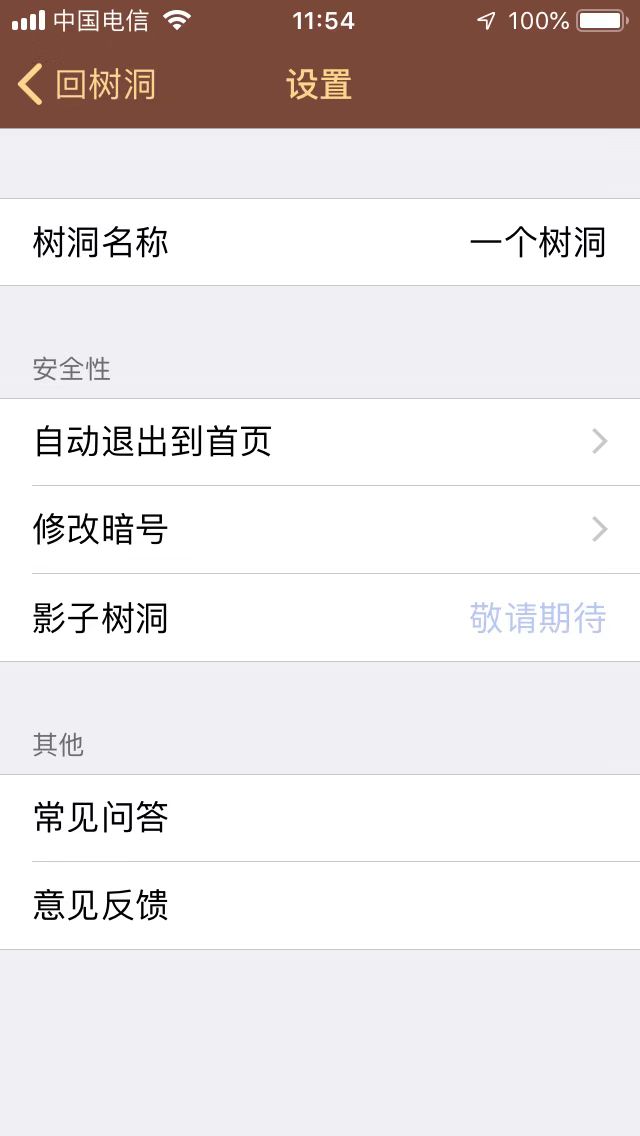 中国电信 11:54 100%
回树洞 设置
树洞名称 一个树洞
安全性
自动退出到首页
修改暗号
影子树洞 敬请期待
其他
常见问答
意见反馈